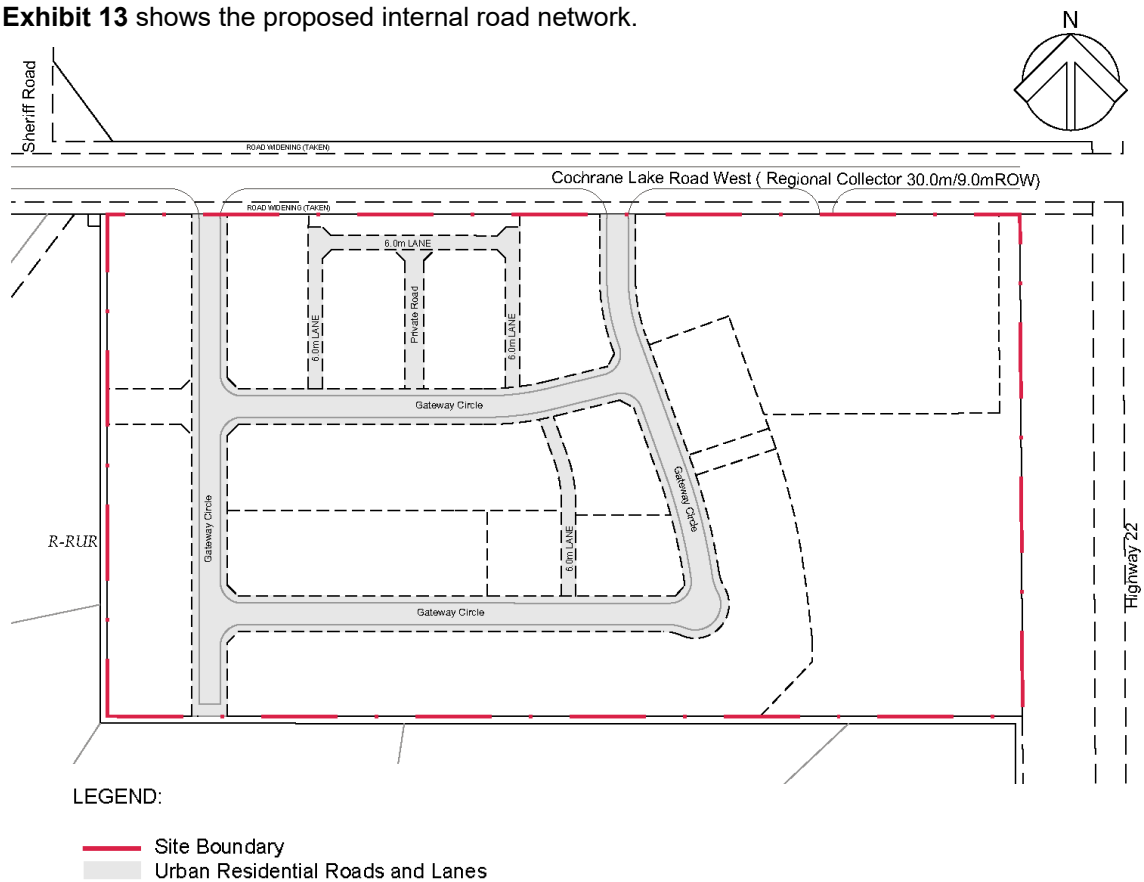 Exhibit 13 shows the proposed internal road network.
N
Sheriff Road
ROAD WIDENING (TAKEN)
Cochrane Lake Road West ( Regional Collector 30.0m/9.0mROW)
ROAD WIDENING (TAKEN)
6.0m LANE
6.0m LANE
Private Road
6.0m LANE
Gateway Circle
Gateway Circle
Gateway Circle
R-RUR
6.0m LANE
Highway 22
Gateway Circle
LEGEND:
Site Boundary
Urban Residential Roads and Lanes